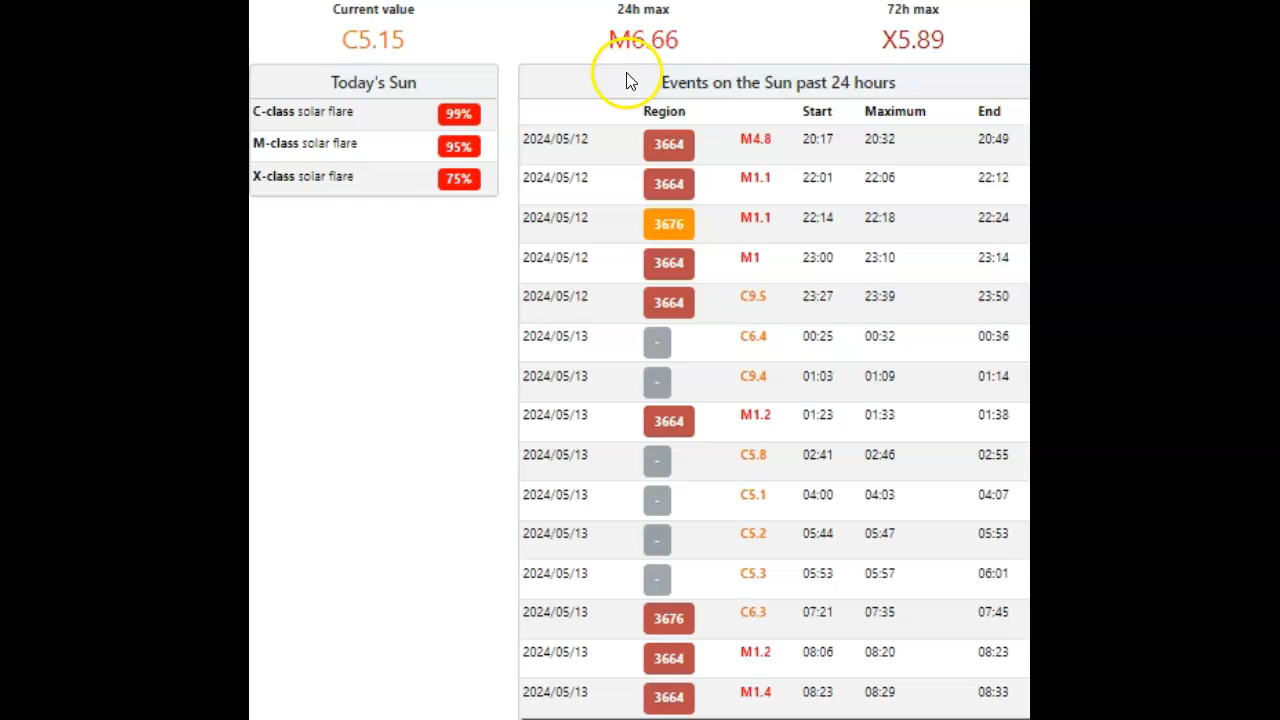 Current value 24h max 72h max
C5.15 M6.66 X5.89
Today's Sun
C-class solar flare 99%
M-class solar flare 95%
X-class solar flare 75%
Events on the Sun past 24 hours
Region Start Maximum End
2024/05/12 3664 M4.8 20:17 20:32 20:49
2024/05/12 3664 M1.1 22:01 22:06 22:12
2024/05/12 3676 M1.1 22:14 22:18 22:24
2024/05/12 3664 M1 23:00 23:10 23:14
2024/05/12 3664 C9.5 23:27 23:39 23:50
2024/05/13 - C6.4 00:25 00:32 00:36
2024/05/13 - C9.4 01:03 01:09 01:14
2024/05/13 3664 M1.2 01:23 01:33 01:38
2024/05/13 - C5.8 02:41 02:46 02:55
2024/05/13 - C5.1 04:00 04:03 04:07
2024/05/13 - C5.2 05:44 05:47 05:53
2024/05/13 - C5.3 05:53 05:57 06:01
2024/05/13 3676 C6.3 07:21 07:35 07:45
2024/05/13 3664 M1.2 08:06 08:20 08:23
2024/05/13 3664 M1.4 08:23 08:29 08:33